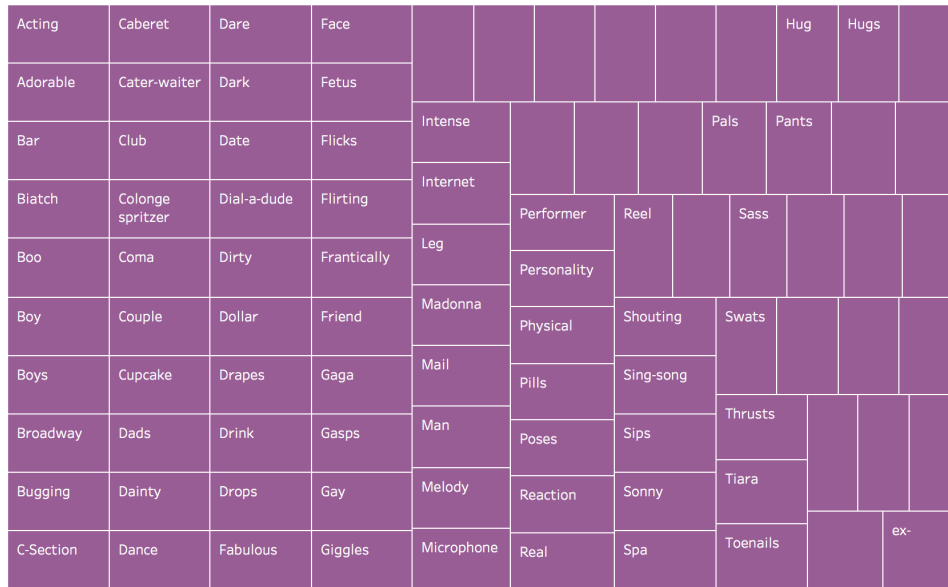 Acting
Adorable
Bar
Biatch
Boo
Boy
Boys
Broadway
Bugging
C-Section
Caberet
Cater-waiter
Club
Colonge
spritzer
Coma
Couple
Cupcake
Dads
Dainty
Dance
Dare
Dark
Date
Dial-a-dude
Dirty
Dollar
Drapes
Drink
Drops
Fabulous
Face
Fetus
Flicks
Flirting
Frantically
Friend
Gaga
Gasps
Gay
Giggles
Hug
Hugs
Intense
Internet
Leg
Madonna
Mail
Man
Melody
Microphone
Pals
Pants
Performer
Personality
Physical
Pills
Poses
Reaction
Real
Reel
Sass
Shouting
Sing-song
Sips
Sonny
Spa
Swats
Thrusts
Tiara
Toenails
ex-